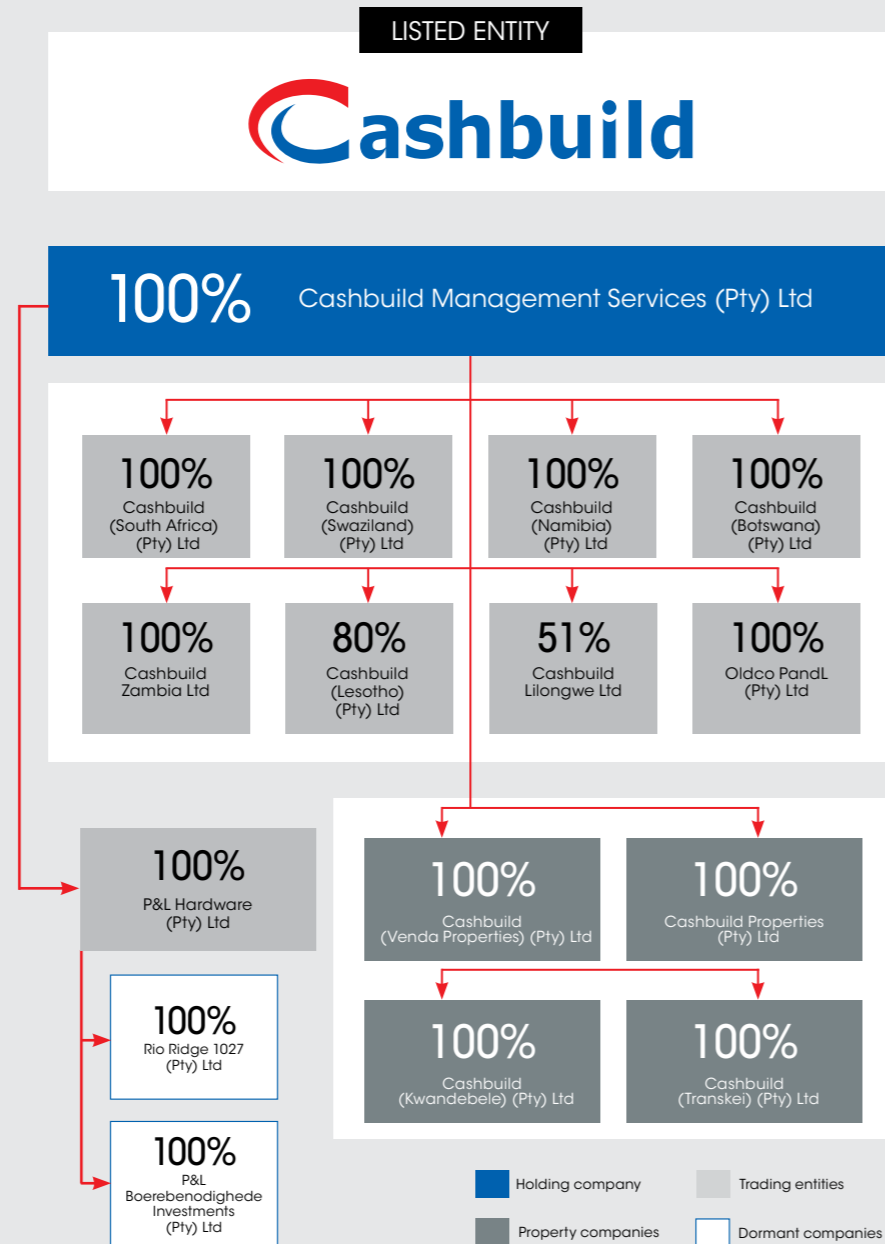 LISTED ENTITY
Cashbuild
100%
Cashbuild Management Services (Pty) Ltd
100%
Cashbuild
(South Africa)
(Pty) Ltd
100%
Cashbuild
(Swaziland)
(Pty) Ltd
100%
Cashbuild
(Namibia)
(Pty) Ltd
100%
Cashbuild
(Botswana)
(Pty) Ltd
100%
Cashbuild
Zambia Ltd
80%
Cashbuild
(Lesotho)
(Pty) Ltd
51%
Cashbuild
Lilongwe Ltd
100%
Oldco PandL
(Pty) Ltd
100%
P&L Hardware
(Pty) Ltd
100%
Rio Ridge 1027
(Pty) Ltd
100%
P&L
Boerebenodighede
Investments
(Pty) Ltd
100%
Cashbuild
(Venda Properties) (Pty) Ltd
100%
Cashbuild Properties
(Pty) Ltd
100%
Cashbuild
(Kwandebele) (Pty) Ltd
100%
Cashbuild
(Transkei) (Pty) Ltd
Holding company
Trading entities
Property companies
Dormant companies